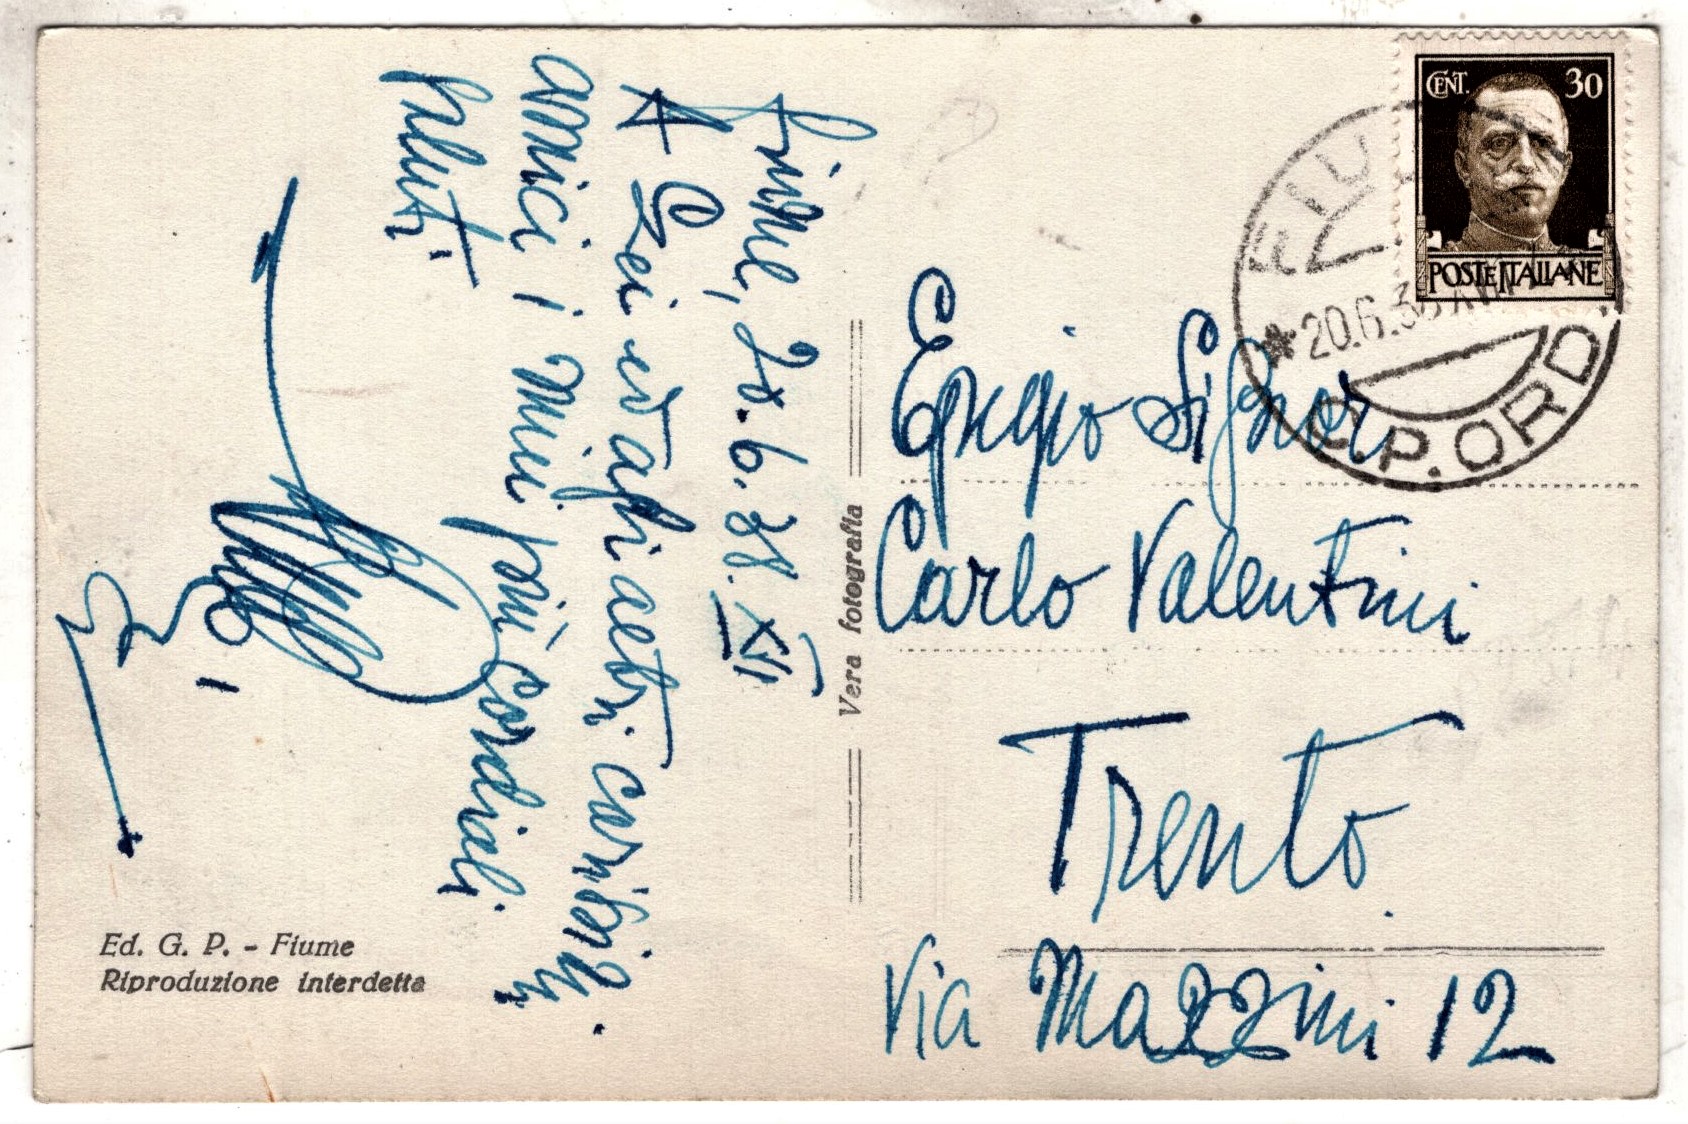 Fiume, 20.6.38. XVI
A Lei ed agli altri carissimi
amici i miei più cordiali
saluti
Vera fotografia
Ed. G. P. - Fiume
Riproduzione interdetta
CENT. 30
POSTE ITALIANE
FIU
*20.6.38 XVI
C.P. ORD.
Egregio Signor
Carlo Valentini
Trento
Via Mazzini 12